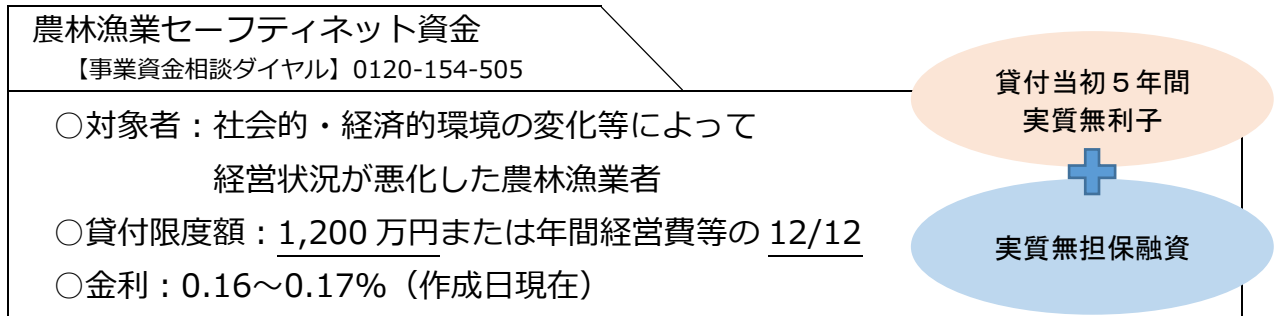 農林漁業セーフティネット資金
【事業資金相談ダイヤル】0120-154-505
○対象者：社会的・経済的環境の変化等によって
経営状況が悪化した農林漁業者
○貸付限度額：1,200 万円または年間経営費等の 12/12
○金利：0.16～0.17%（作成日現在）
貸付当初５年間
実質無利子
実質無担保融資